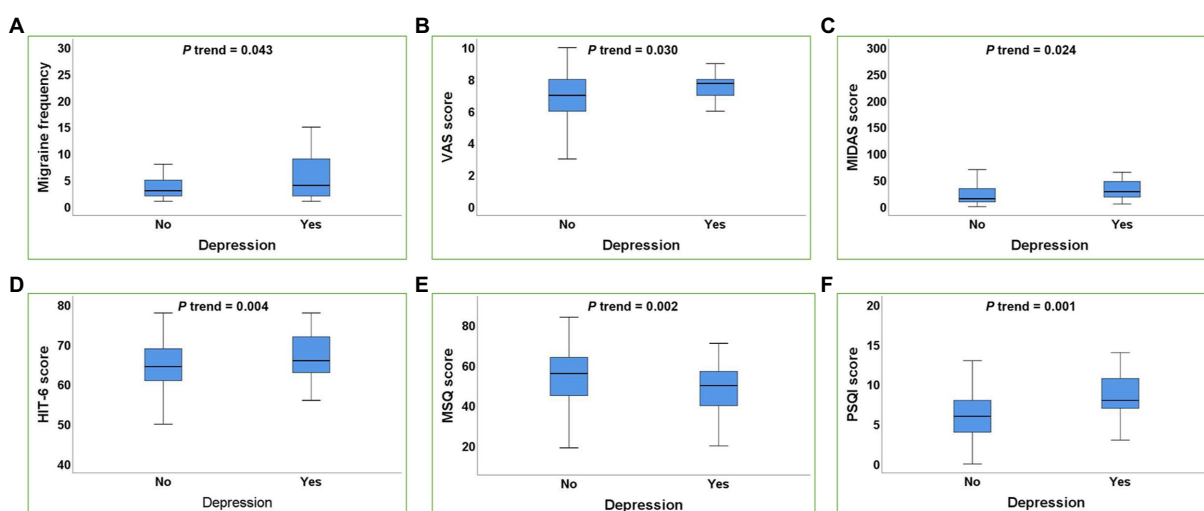 A
P trend = 0.043
Migraine frequency
30
25
20
15
10
5
0
No
Yes
Depression
B
P trend = 0.030
VAS score
10
8
6
4
2
0
No
Yes
Depression
C
P trend = 0.024
MIDAS score
300
250
200
150
100
50
0
No
Yes
Depression
D
P trend = 0.004
HIT-6 score
80
70
60
50
40
No
Yes
Depression
E
P trend = 0.002
MSQ score
80
60
40
20
No
Yes
Depression
F
P trend = 0.001
PSQI score
20
15
10
5
0
No
Yes
Depression